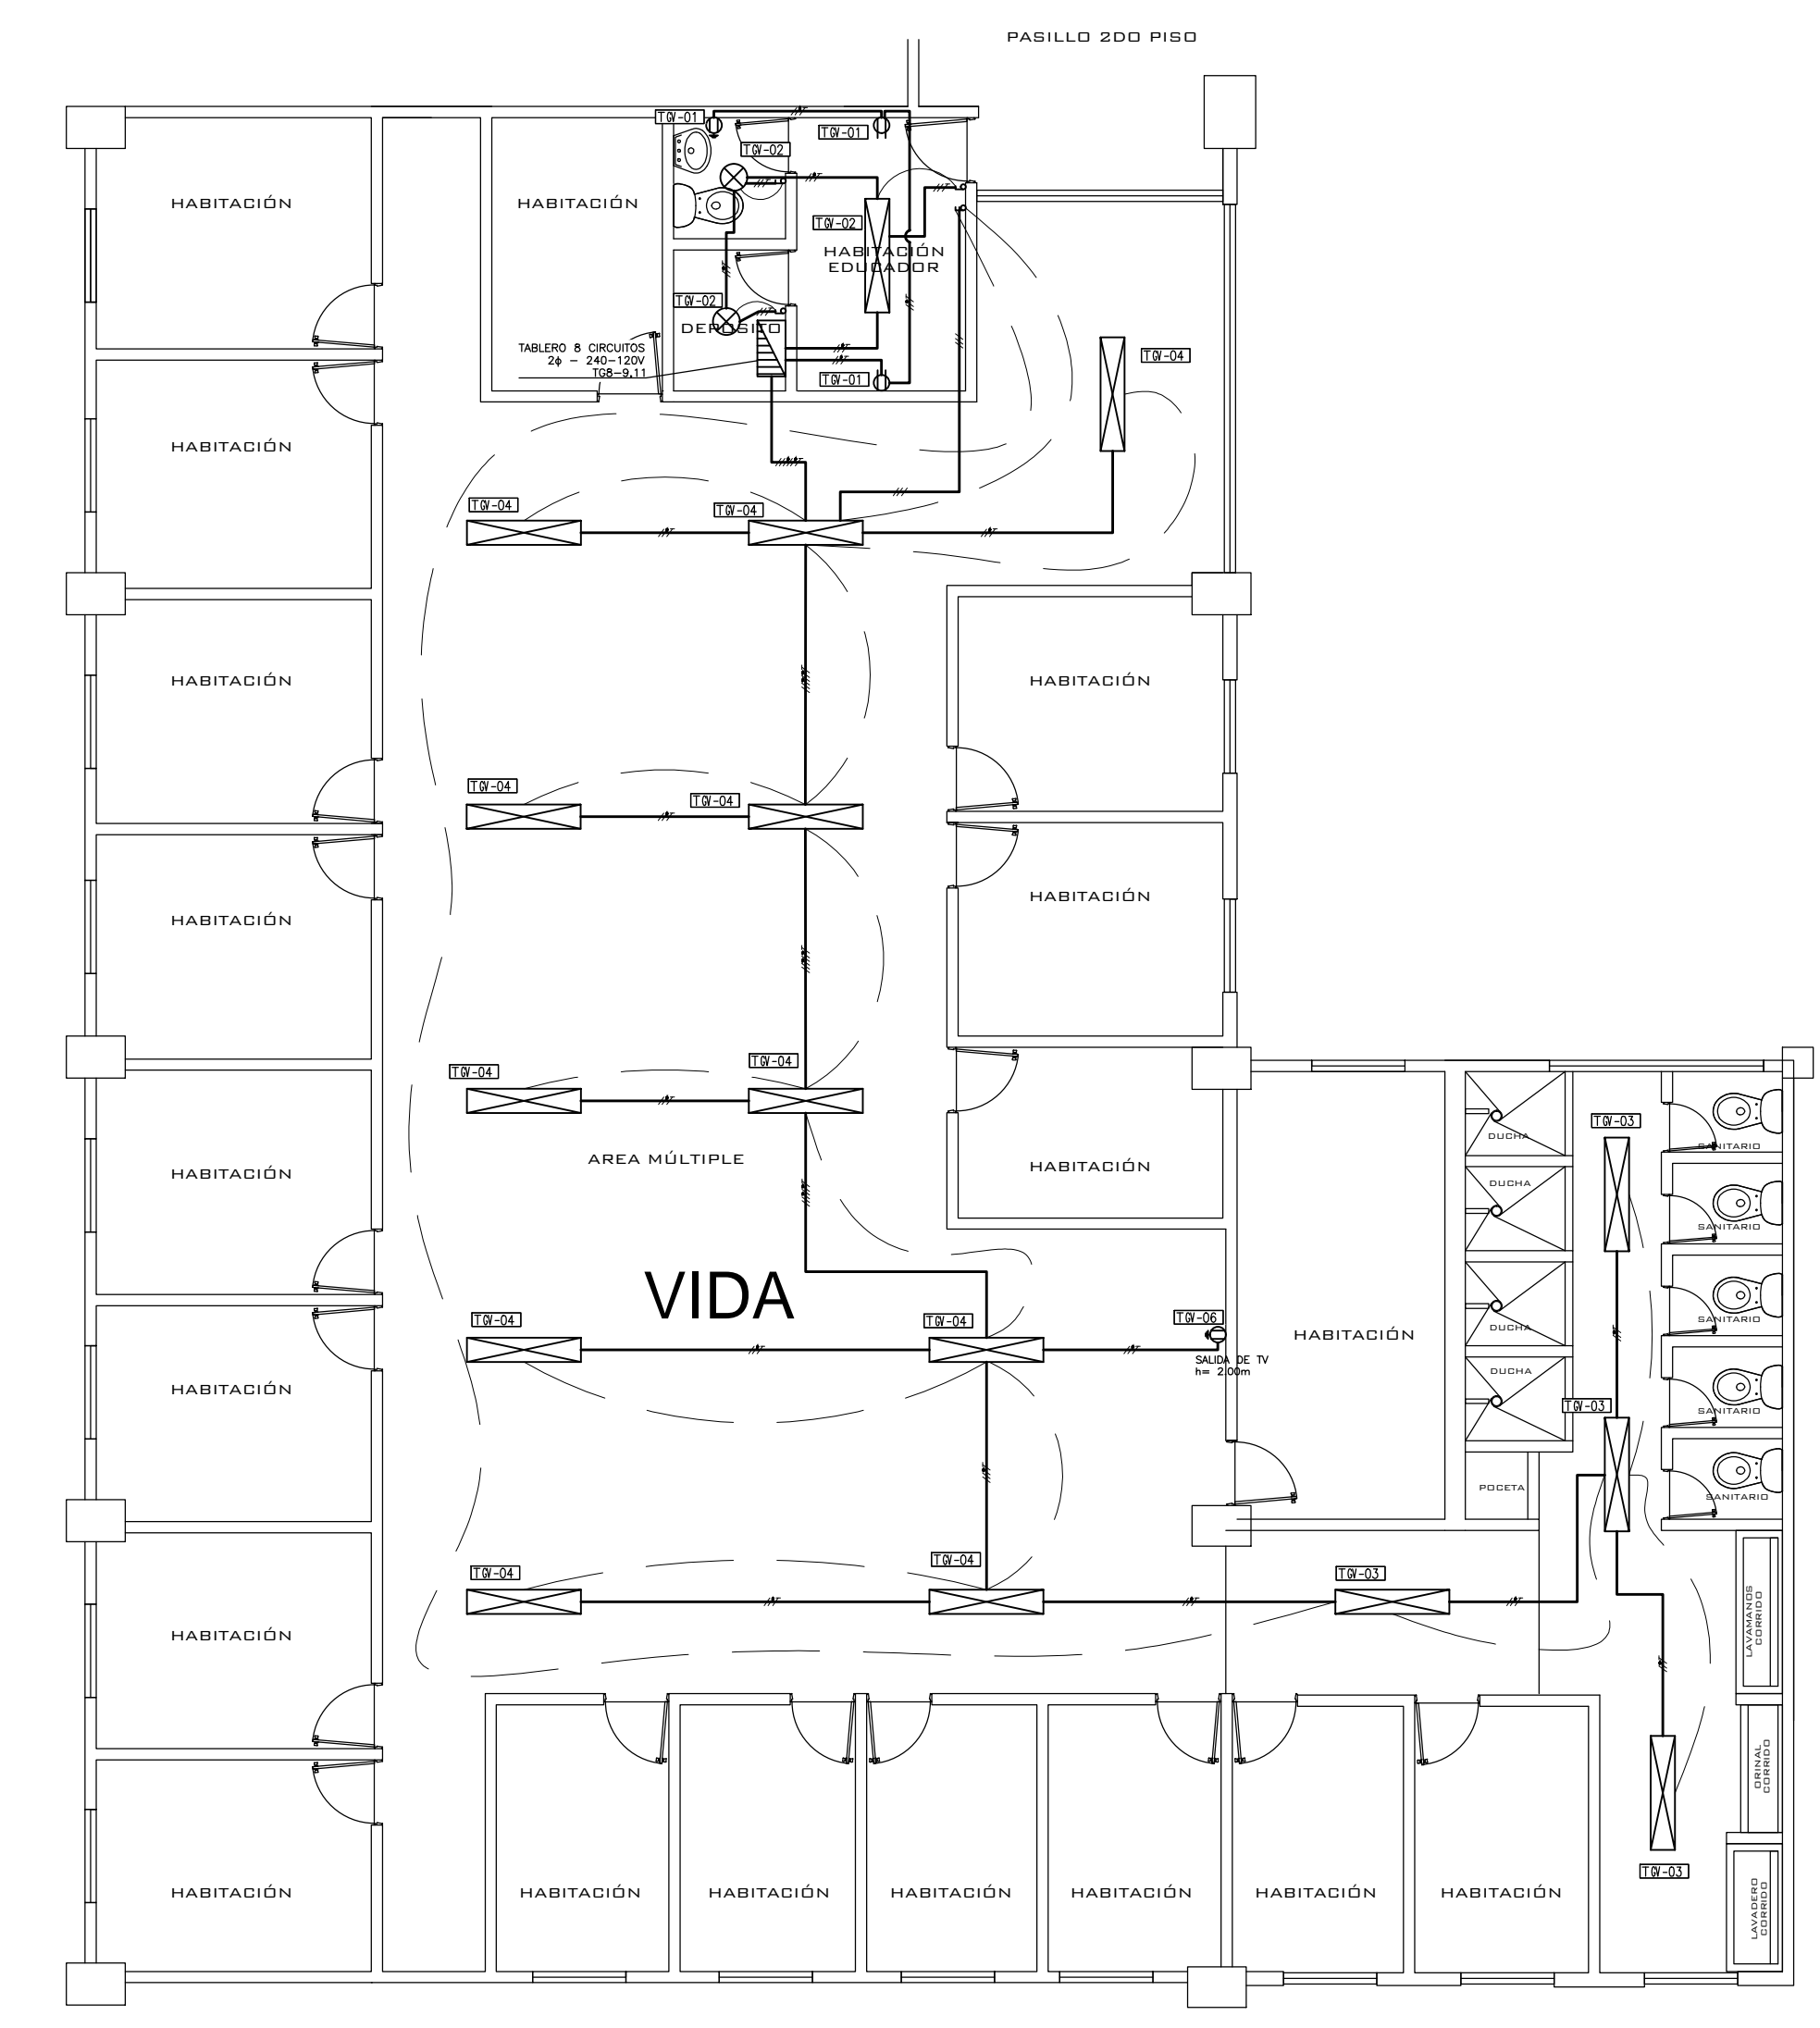 PASILLO 2DO PISO
TGV-01
TGV-01
TGV-02
HABITACIÓN
HABITACIÓN
TGV-02
HABITACIÓN
EDUCADOR
TGV-02
DEPÓSITO
TABLERO 8 CIRCUITOS
2ϕ - 240-120V
TG8-9,11
TGV-01
TGV-04
HABITACIÓN
TGV-04
TGV-04
HABITACIÓN
HABITACIÓN
TGV-04
TGV-04
HABITACIÓN
HABITACIÓN
TGV-04
TGV-04
AREA MÚLTIPLE
HABITACIÓN
HABITACIÓN
TGV-03
DUCHA
SANITARIO
DUCHA
SANITARIO
VIDA
TGV-04
TGV-04
TGV-06
SALIDA DE TV
h= 2.00m
HABITACIÓN
DUCHA
SANITARIO
DUCHA
HABITACIÓN
TGV-03
SANITARIO
POCETA
SANITARIO
TGV-04
TGV-04
TGV-03
LAVAMANOS
CORRIDO
HABITACIÓN
ORINAL
CORRIDO
TGV-03
HABITACIÓN
HABITACIÓN
HABITACIÓN
HABITACIÓN
HABITACIÓN
HABITACIÓN
HABITACIÓN
LAVADERO
CORRIDO